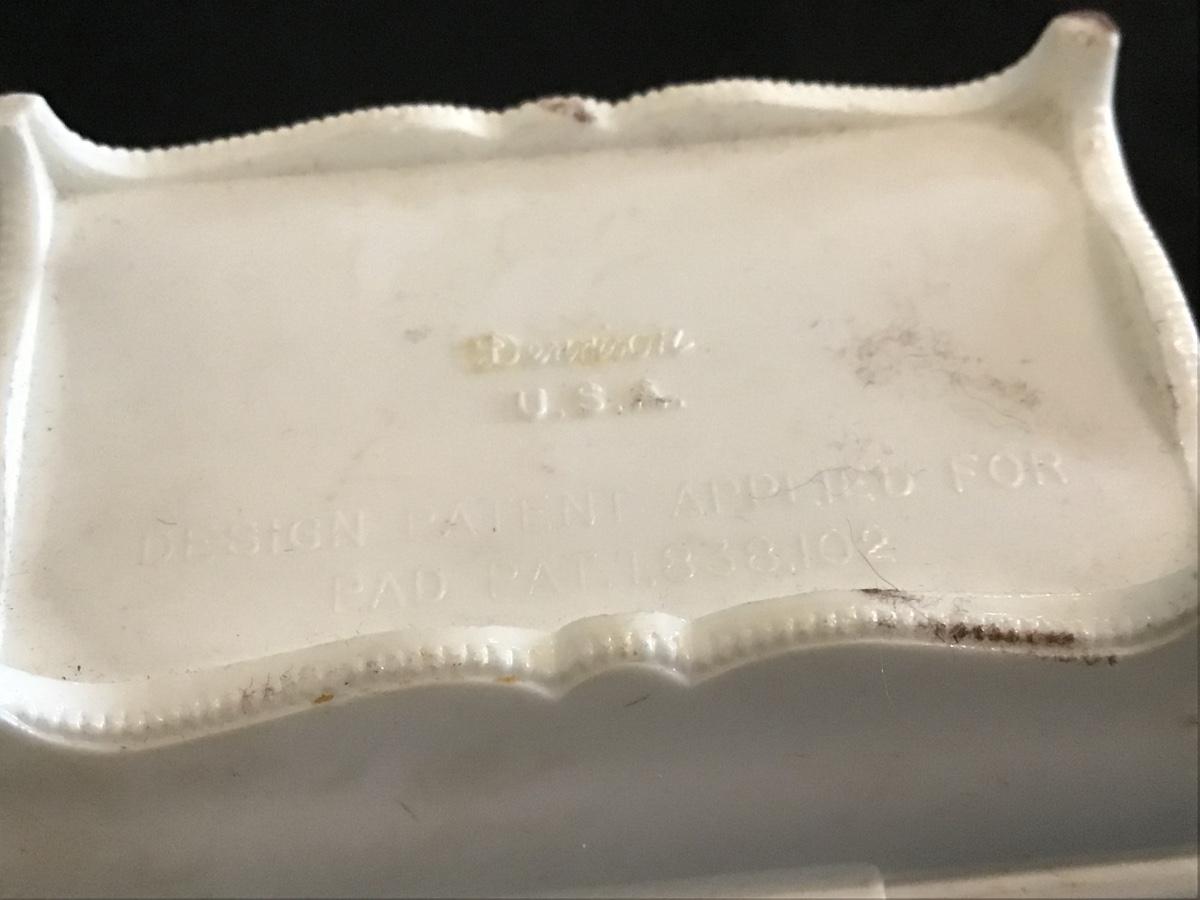 Dennison
U.S.A.
DESIGN PATENT APPLIED FOR
PAD PAT. 1,838,102